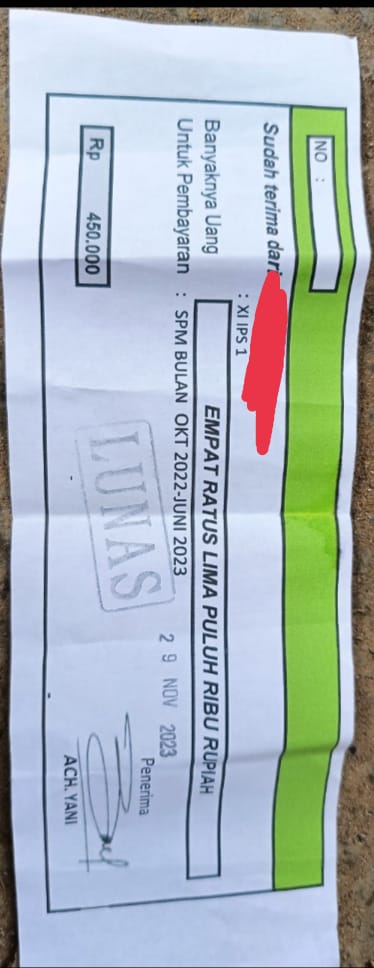 NO :
Sudah terima dari
: XI IPS 1
Banyaknya Uang EMPAT RATUS LIMA PULUH RIBU RUPIAH
Untuk Pembayaran : SPM BULAN OKT 2022-JUNI 2023
LUNAS
29 NOV 2023
Penerima
Rp 450.000
ACH. YANI